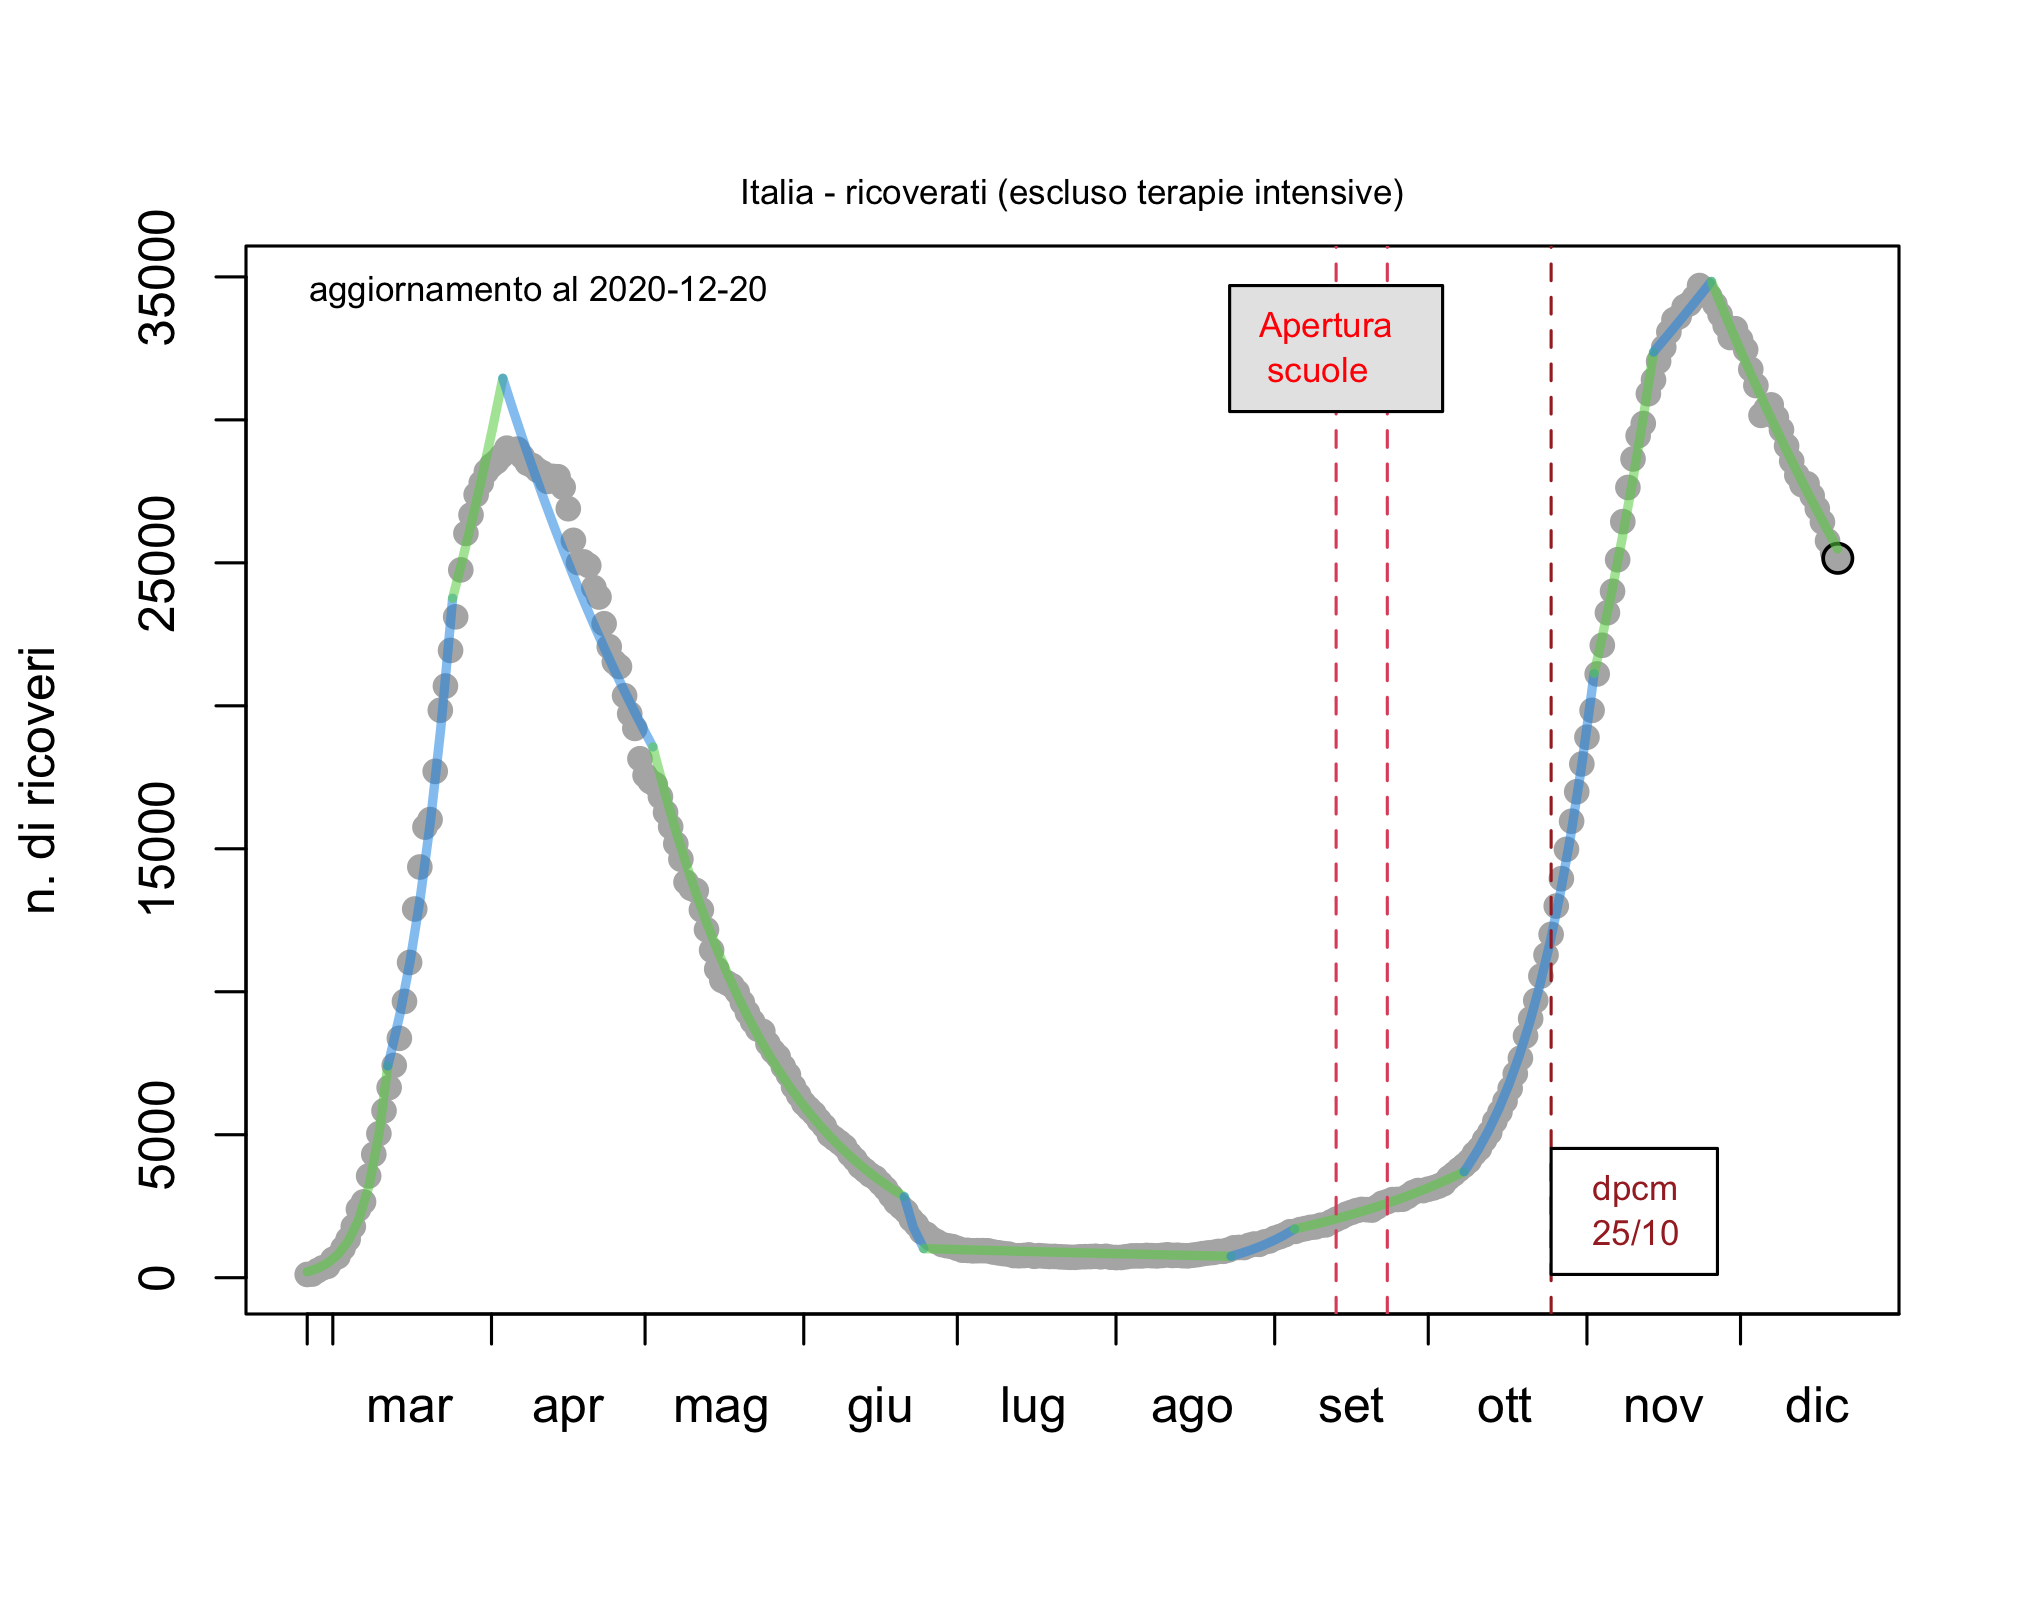 Italia - ricoverati (escluso terapie intensive)
aggiornamento al 2020-12-20
Apertura
scuole
dpcm
25/10
n. di ricoveri
35000
25000
15000
5000
0
mar apr mag giu lug ago set ott nov dic